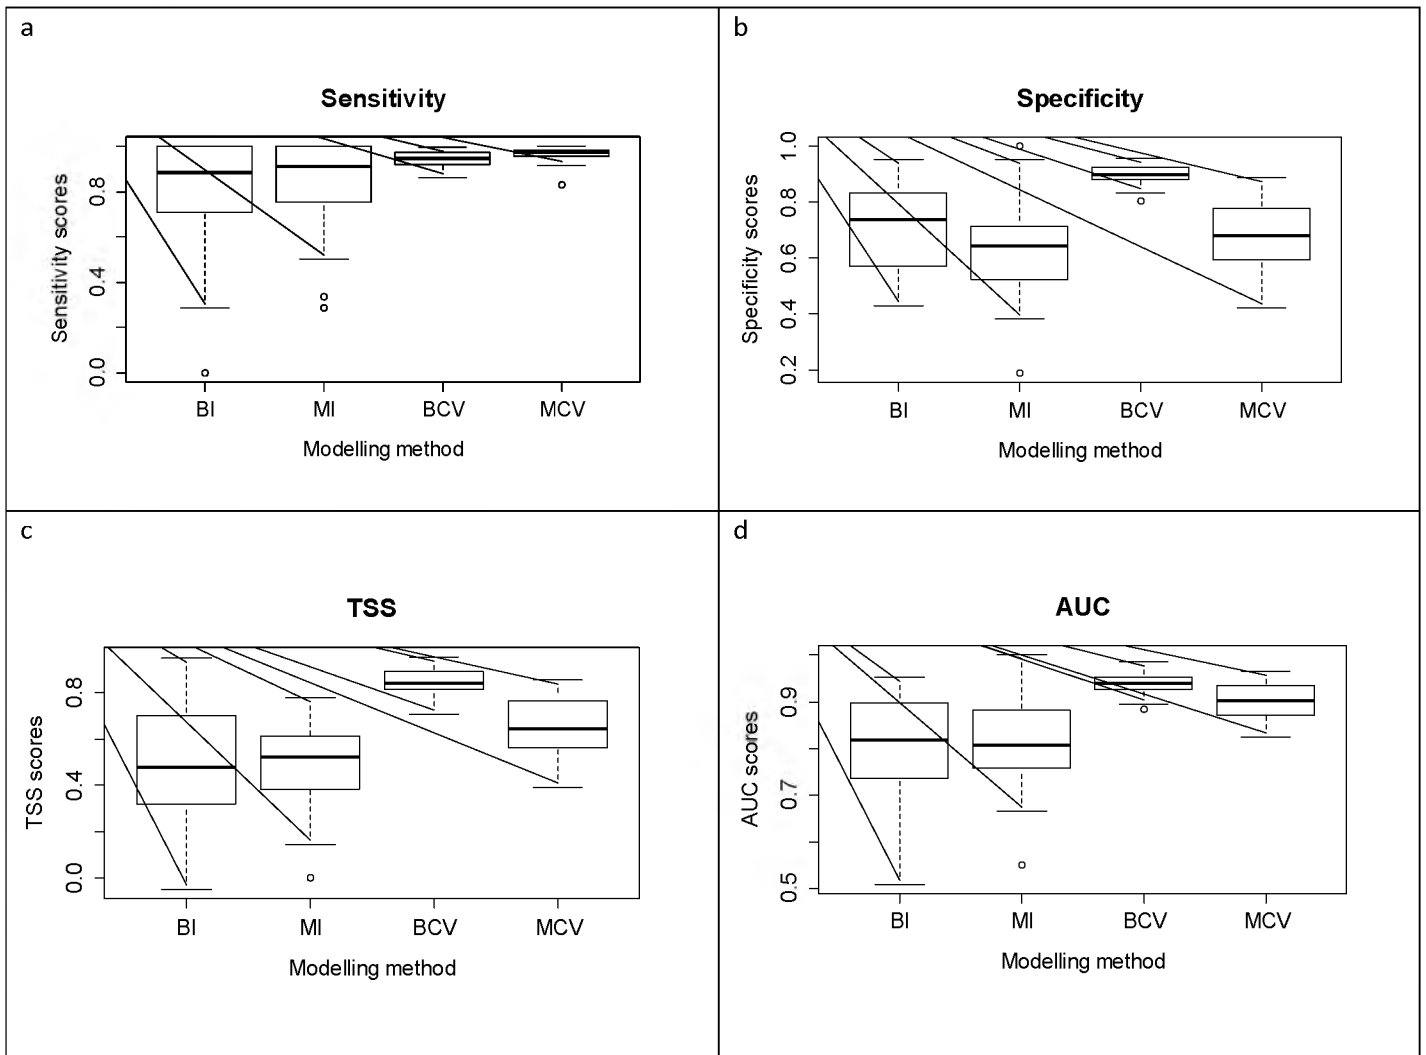 a
Sensitivity
Sensitivity scores
0.8
0.4
0.0
BI MI BCV MCV
Modelling method
b
Specificity
Specificity scores
1.0
0.8
0.6
0.4
0.2
BI MI BCV MCV
Modelling method
c
TSS
TSS scores
0.8
0.4
0.0
BI MI BCV MCV
Modelling method
d
AUC
AUC scores
0.9
0.7
0.5
BI MI BCV MCV
Modelling method